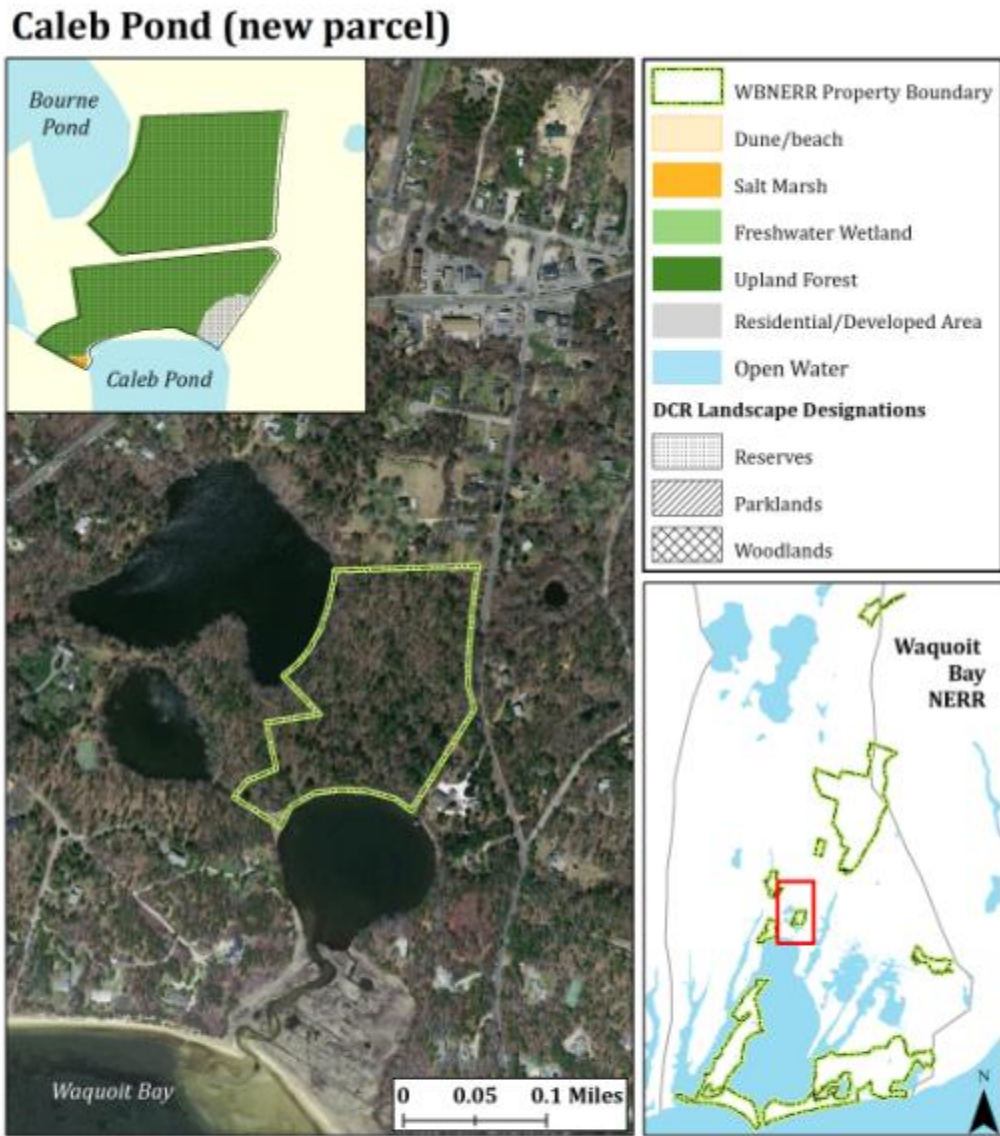 Caleb Pond (new parcel)
Bourne
Pond
Caleb Pond
Waquoit Bay
0 0.05 0.1 Miles
WBNERR Property Boundary
Dune/beach
Salt Marsh
Freshwater Wetland
Upland Forest
Residential/Developed Area
Open Water
DCR Landscape Designations
Reserves
Parklands
Woodlands
Waquoit
Bay
NERR
N